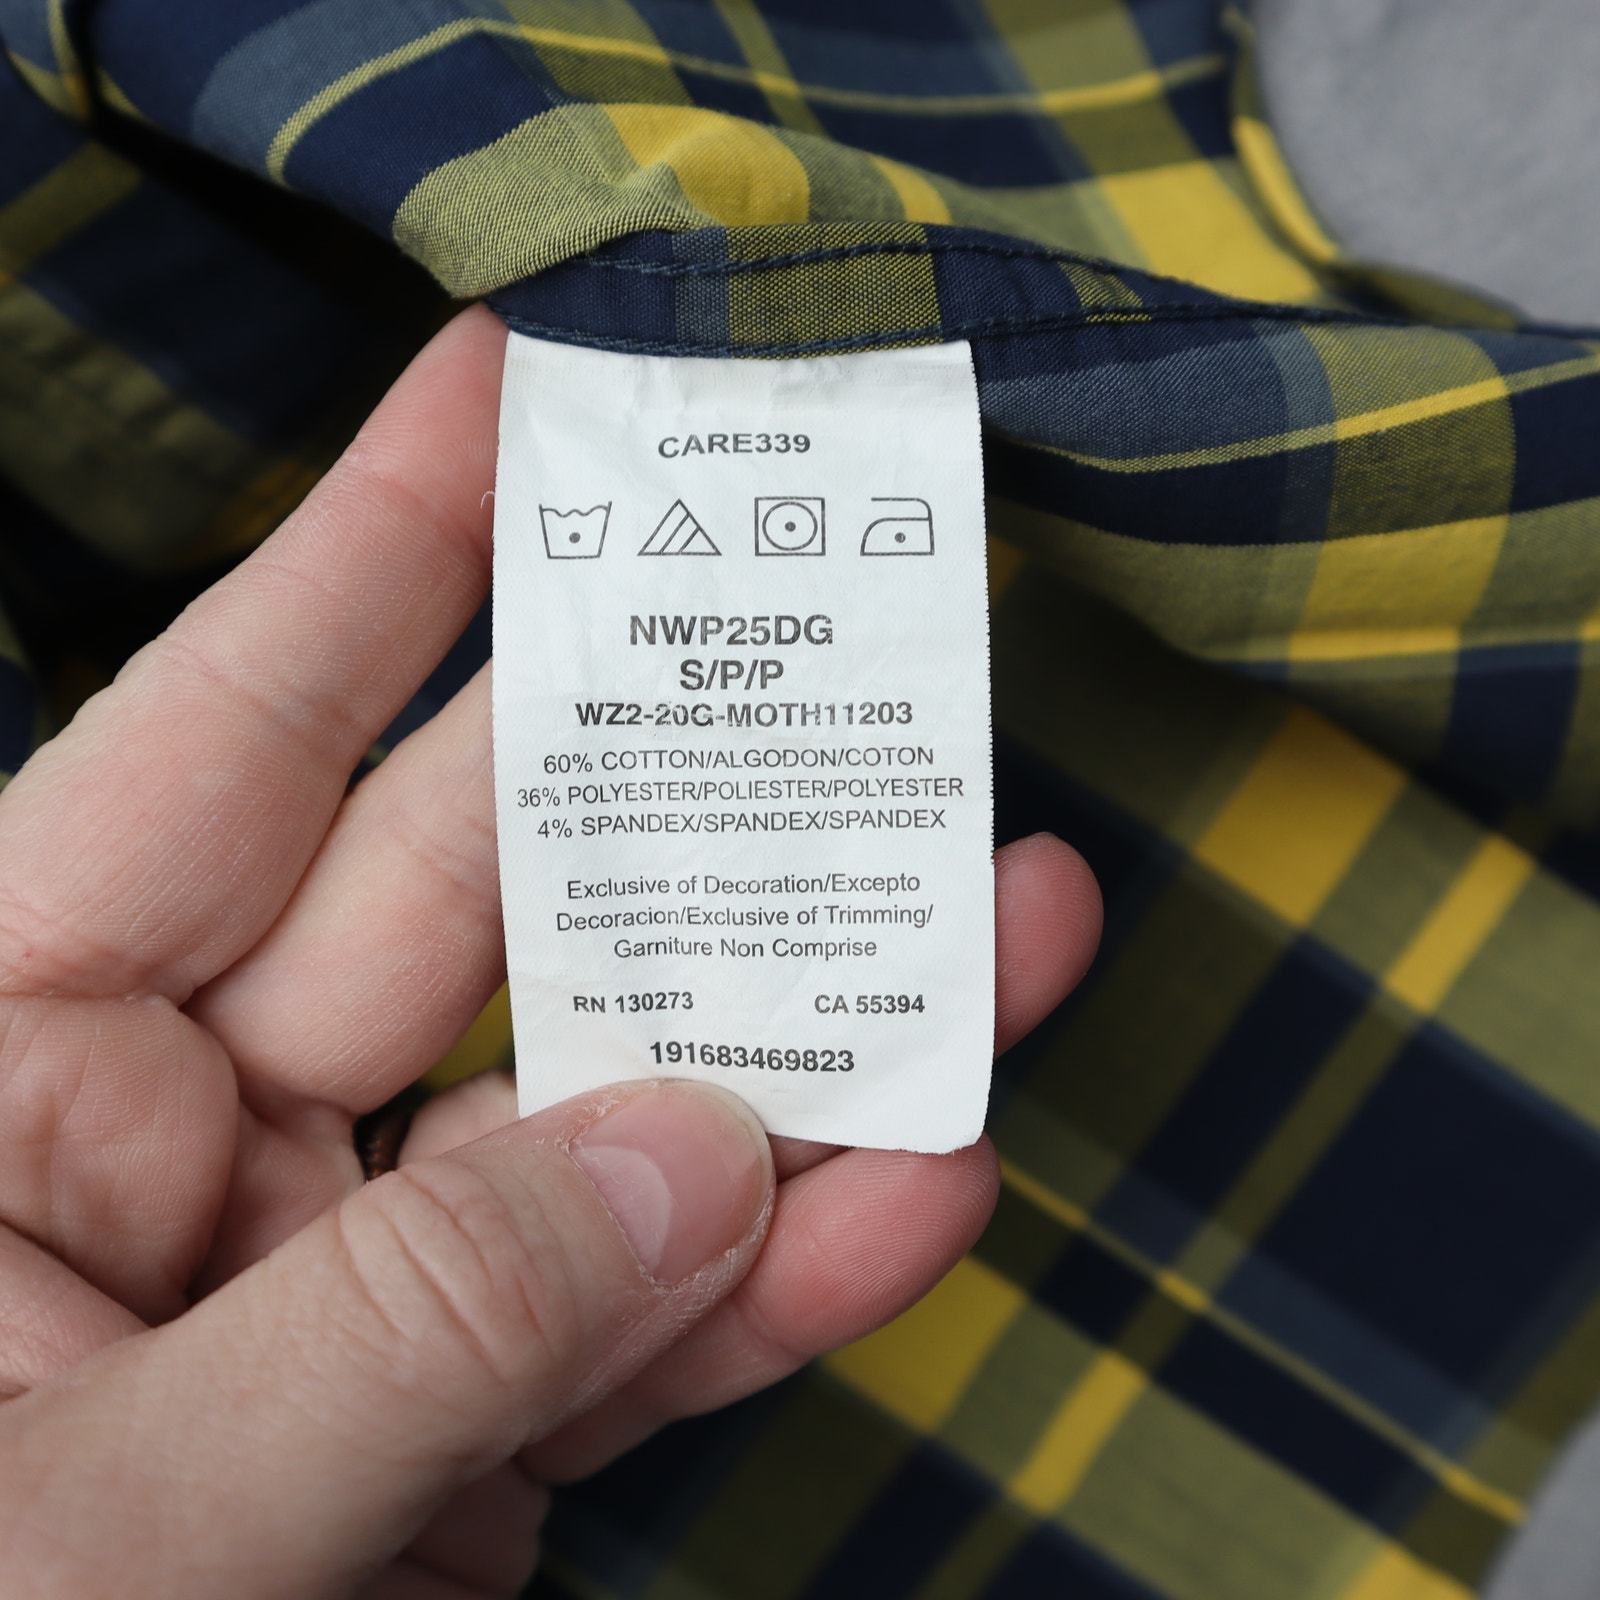 CARE339
NWP25DG
S/P/P
WZ2-20G-MOTH11203
60% COTTON/ALGODON/COTON
36% POLYESTER/POLIESTER/POLYESTER
4% SPANDEX/SPANDEX/SPANDEX
Exclusive of Decoration/Excepto
Decoracion/Exclusive of Trimming/
Garniture Non Comprise
RN 130273 CA 55394
191683469823